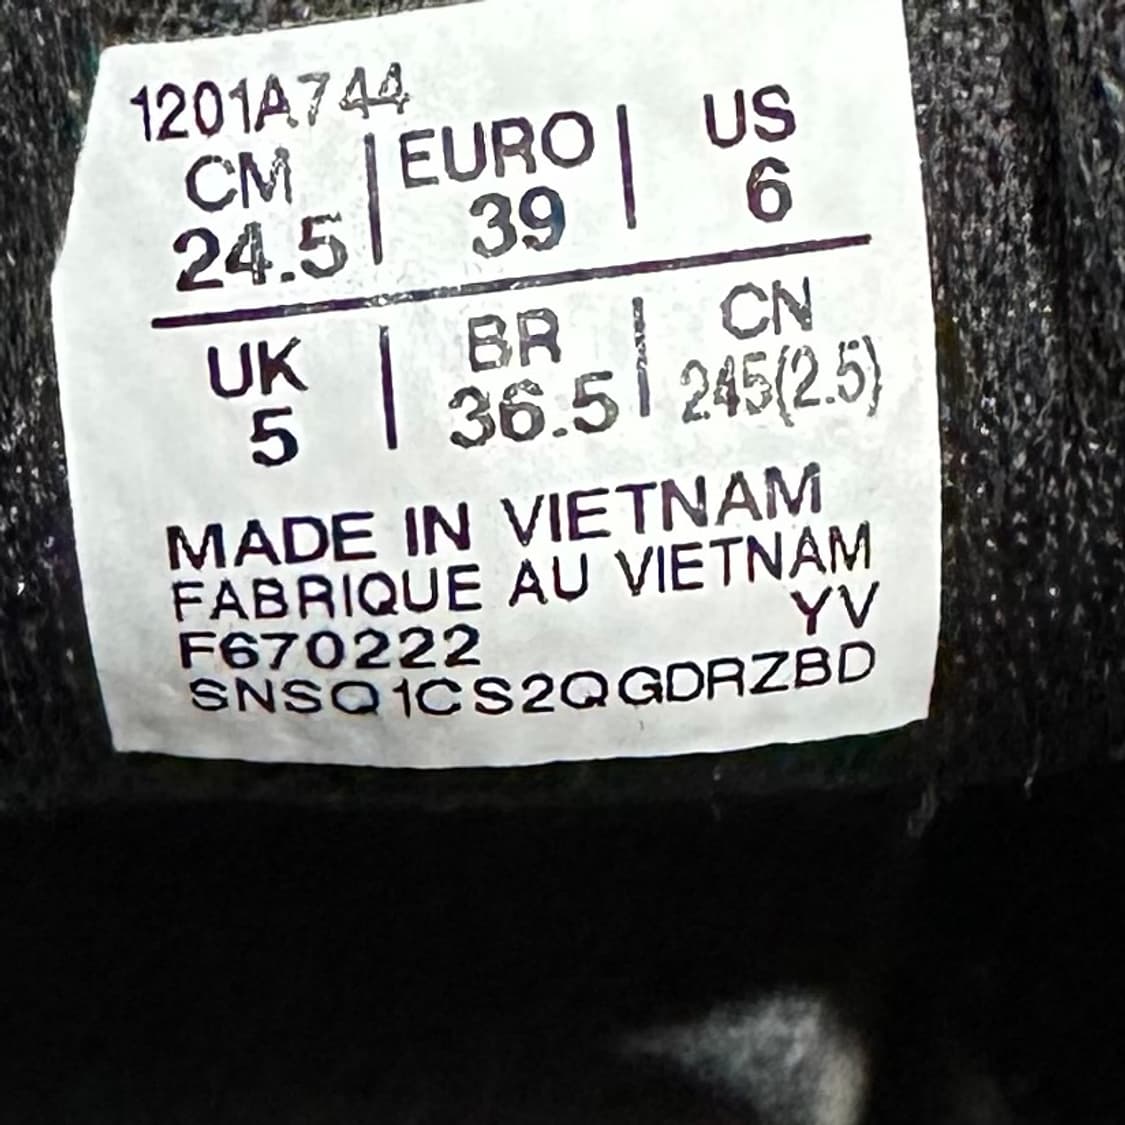 1201A744
CM | EURO | US
24.5 39 6
UK | BR | CN
5 36.5 245(2.5)
MADE IN VIETNAM
FABRIQUE AU VIETNAM
YV
F670222
SNSQ1CS2QGDRZBD